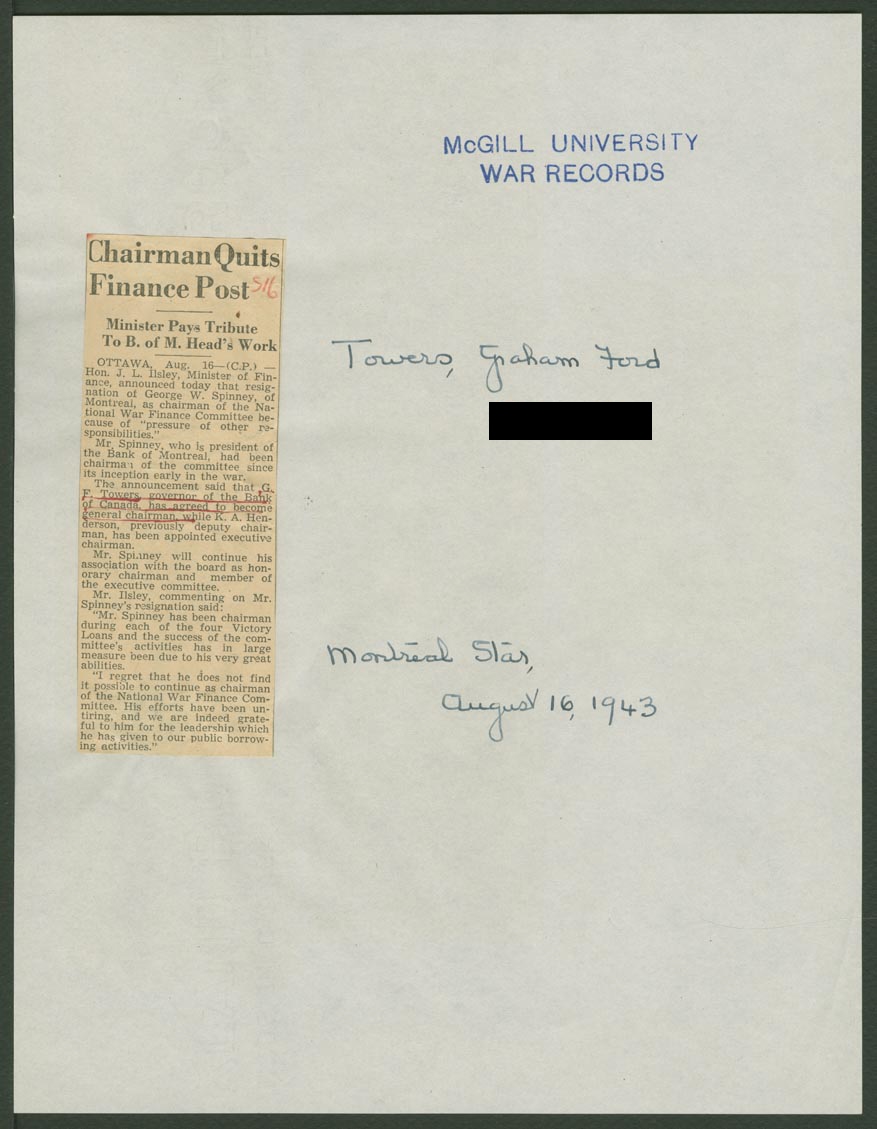 McGILL UNIVERSITY
WAR RECORDS
Chairman Quits
Finance Post
S16
Minister Pays Tribute
To B. of M. Head's Work
OTTAWA, Aug. 16—(C.P.) —
Hon. J. L. Ilsley, Minister of Fin-
ance, announced today that resig-
nation of George W. Spinney, of
Montreal, as chairman of the Na-
tional War Finance Committee be-
cause of "pressure of other re-
sponsibilities."
Mr. Spinney, who is president of
the Bank of Montreal, had been
chairman of the committee since
its inception early in the war.
The announcement said that G.
F. Towers, governor of the Bank
of Canada, has agreed to become
general chairman, while K. A. Hen-
derson, previously deputy chair-
man, has been appointed executive
chairman.
Mr. Spinney will continue his
association with the board as hon-
orary chairman and member of
the executive committee.
Mr. Ilsley, commenting on Mr.
Spinney's resignation said:
"Mr. Spinney has been chairman
during each of the four Victory
Loans and the success of the com-
mittee's activities has in large
measure been due to his very great
abilities.
"I regret that he does not find
it possible to continue as chairman
of the National War Finance Com-
mittee. His efforts have been un-
tiring, and we are indeed grate-
ful to him for the leadership which
he has given to our public borrow-
ing activities."
Towers, Graham Ford
Montreal Star,
August 16, 1943